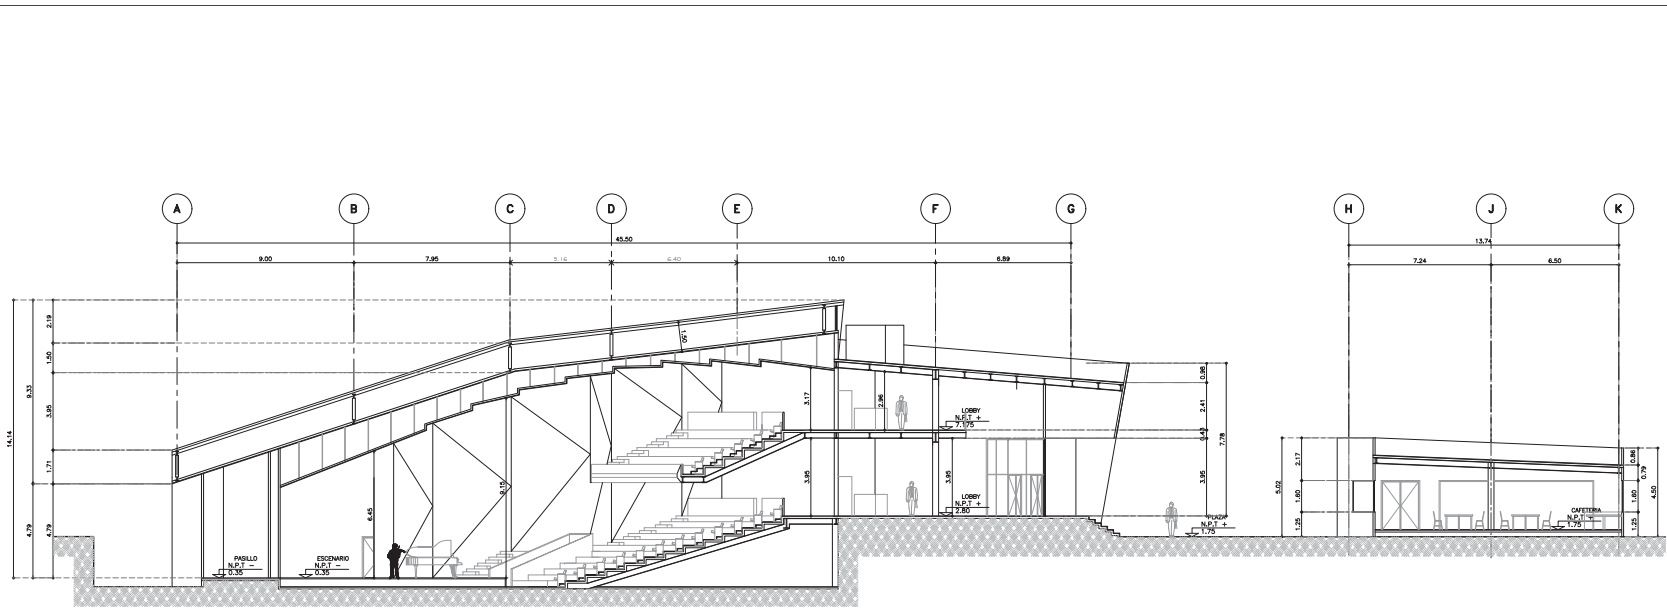 A B C D E F G H J K
45.50 13.74
9.00 7.95 5.16 6.40 10.10 6.89 7.24 6.50
14.14
9.33
4.79
2.19
1.50
3.95
1.71
4.79
1.50
6.45
9.15
3.17
2.96
3.95
3.95
PASILLO
N.P.T -
0.35
ESCENARIO
N.P.T -
0.35
LOBBY
N.P.T +
7.175
LOBBY
N.P.T +
2.80
0.96
2.41
0.43
3.95
7.78
PLAZA
N.P.T +
1.75
5.02
2.17
1.60
1.25
CAFETERIA
N.P.T -
1.75
0.86
0.79
1.60
1.25
4.50